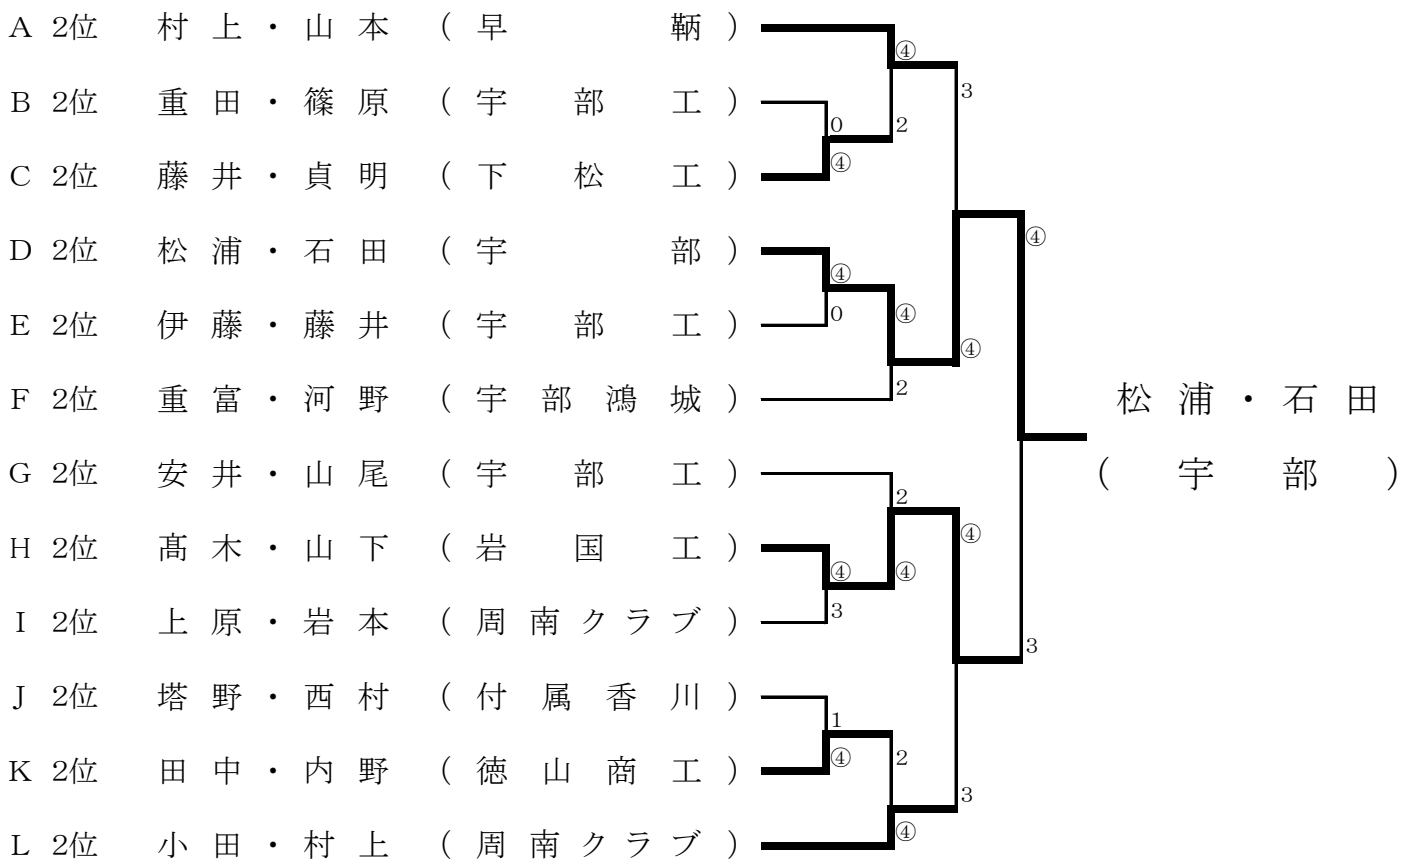 A 2位 村上・山本 (早鞆)
④
3
B 2位 重田・篠原 (宇部工)
0
2
C 2位 藤井・貞明 (下松工)
④
D 2位 松浦・石田 (宇部)
④
④
E 2位 伊藤・藤井 (宇部工)
0
④
④
F 2位 重富・河野 (宇部鴻城)
2
松浦・石田
(宇部)
G 2位 安井・山尾 (宇部工)
2
④
H 2位 髙木・山下 (岩国工)
④
④
I 2位 上原・岩本 (周南クラブ)
3
3
J 2位 塔野・西村 (付属香川)
1
K 2位 田中・内野 (徳山商工)
④
2
3
L 2位 小田・村上 (周南クラブ)
④